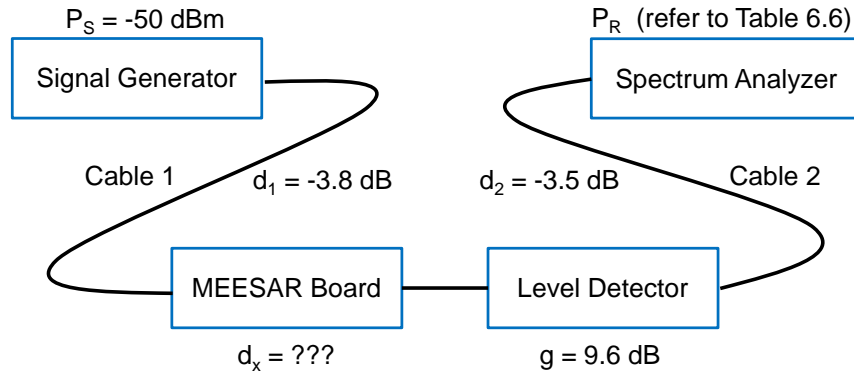 P_S = -50 dBm
P_R (refer to Table 6.6)
Signal Generator
Spectrum Analyzer
Cable 1
d_1 = -3.8 dB
d_2 = -3.5 dB
Cable 2
MEESAR Board
Level Detector
d_x = ???
g = 9.6 dB